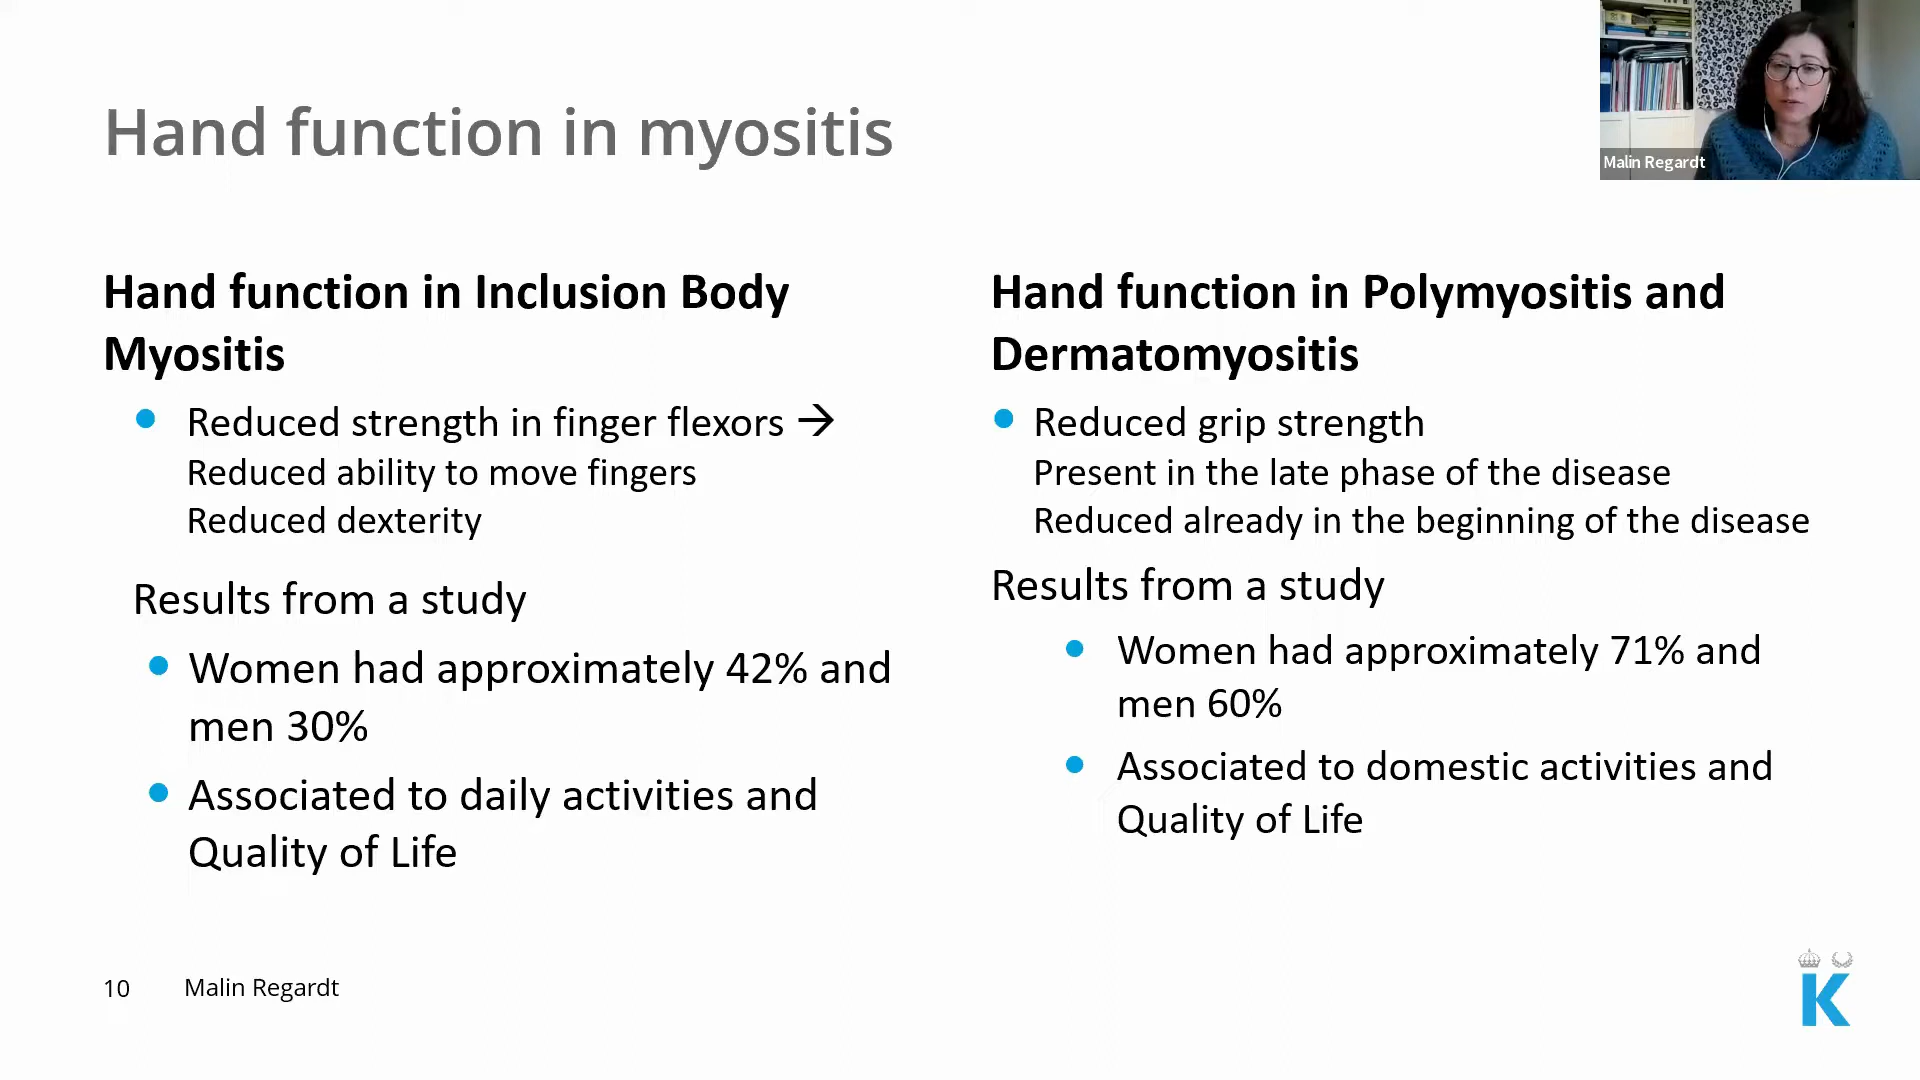 Hand function in myositis
Malin Regardt
Hand function in Inclusion Body
Myositis
Reduced strength in finger flexors →
Reduced ability to move fingers
Reduced dexterity
Results from a study
Women had approximately 42% and
men 30%
Associated to daily activities and
Quality of Life
Hand function in Polymyositis and
Dermatomyositis
Reduced grip strength
Present in the late phase of the disease
Reduced already in the beginning of the disease
Results from a study
Women had approximately 71% and
men 60%
Associated to domestic activities and
Quality of Life
10 Malin Regardt
K